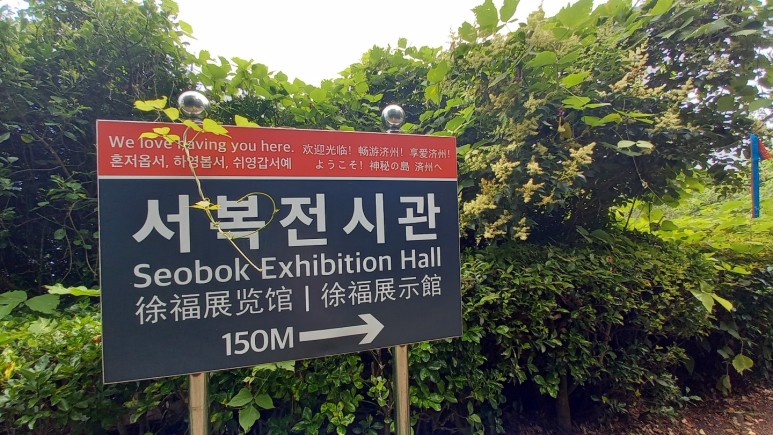 We love having you here. 欢迎光临! 畅游济州! 享爱济州!
혼저옵서, 하영봅서, 쉬영갑서예 ようこそ! 神秘の島 済州へ
서복전시관
Seobok Exhibition Hall
徐福展览馆 | 徐福展示館
150M